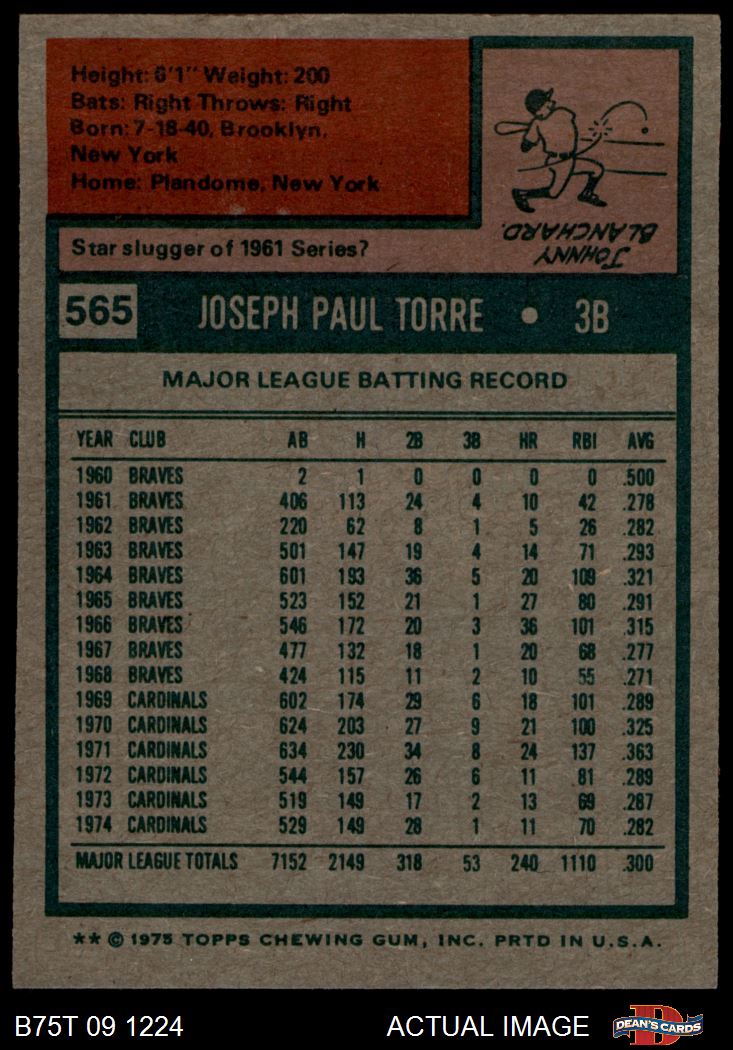 Height: 6'1" Weight: 200
Bats: Right Throws: Right
Born: 7-18-40, Brooklyn,
New York
Home: Plandome, New York
Star slugger of 1961 Series?
JOHNNY
BLANCHARD.
565 JOSEPH PAUL TORRE • 3B
MAJOR LEAGUE BATTING RECORD
YEAR CLUB AB H 2B 3B HR RBI AVG
1960 BRAVES 2 1 0 0 0 0 .500
1961 BRAVES 406 113 24 4 10 42 .278
1962 BRAVES 220 62 8 1 5 26 .282
1963 BRAVES 501 147 19 4 14 71 .293
1964 BRAVES 601 193 36 5 20 109 .321
1965 BRAVES 523 152 21 1 27 80 .291
1966 BRAVES 546 172 20 3 36 101 .315
1967 BRAVES 477 132 18 1 20 68 .277
1968 BRAVES 424 115 11 2 10 55 .271
1969 CARDINALS 602 174 29 6 18 101 .289
1970 CARDINALS 624 203 27 9 21 100 .325
1971 CARDINALS 634 230 34 8 24 137 .363
1972 CARDINALS 544 157 26 6 11 81 .289
1973 CARDINALS 519 149 17 2 13 69 .287
1974 CARDINALS 529 149 28 1 11 70 .282
MAJOR LEAGUE TOTALS 7152 2149 318 53 240 1110 .300
** © 1975 TOPPS CHEWING GUM, INC. PRTD IN U.S.A.
B75T 09 1224 ACTUAL IMAGE DEAN'S CARDS